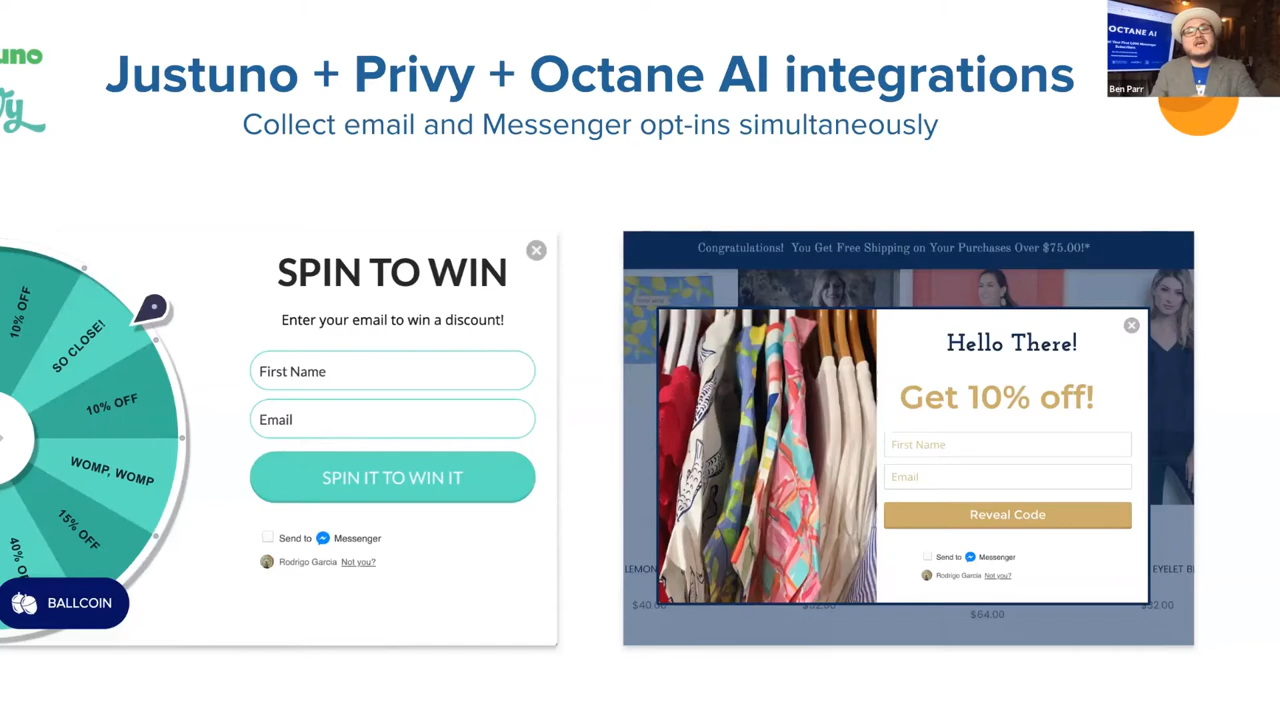 uno
Justuno + Privy + Octane AI integrations
Collect email and Messenger opt-ins simultaneously
OCTANE AI
Ben Parr
10% OFF
SO CLOSE!
10% OFF
WOMP, WOMP
15% OFF
40% OF
BALLCOIN
SPIN TO WIN
Enter your email to win a discount!
First Name
Email
SPIN IT TO WIN IT
Send to Messenger
Rodrigo Garcia Not you?
Congratulations! You Get Free Shipping on Your Purchases Over $75.00!*
Hello There!
Get 10% off!
First Name
Email
Reveal Code
Send to Messenger
Rodrigo Garcia Not you?
LEMON
EYELET B
$64.00